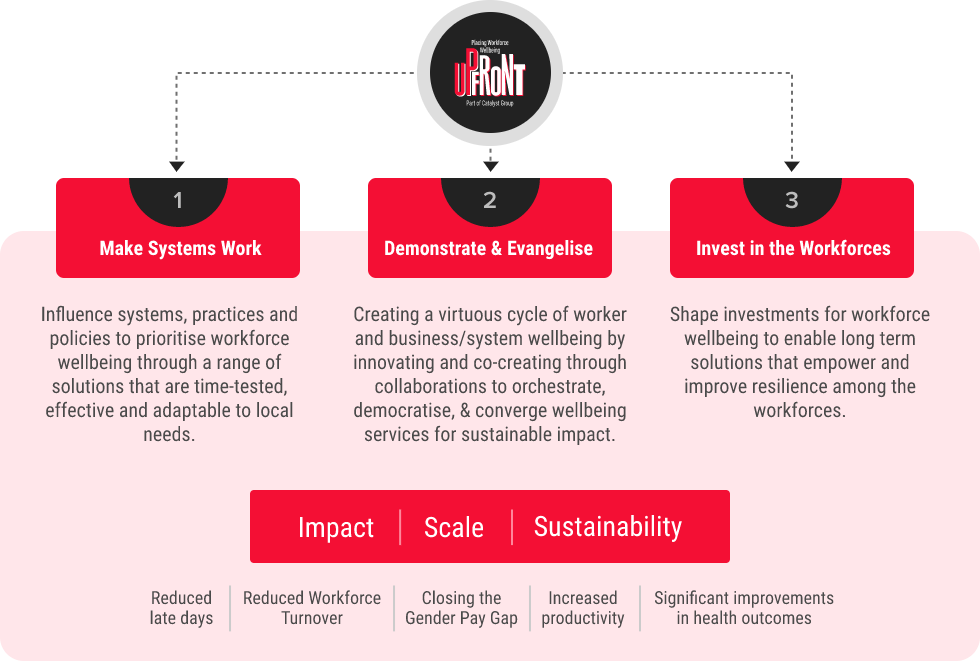 Placing Workforce
Wellbeing
UPFRONT
Part of Catalyst Group
1
Make Systems Work
Influence systems, practices and
policies to prioritise workforce
wellbeing through a range of
solutions that are time-tested,
effective and adaptable to local
needs.
2
Demonstrate & Evangelise
Creating a virtuous cycle of worker
and business/system wellbeing by
innovating and co-creating through
collaborations to orchestrate,
democratise, & converge wellbeing
services for sustainable impact.
3
Invest in the Workforces
Shape investments for workforce
wellbeing to enable long term
solutions that empower and
improve resilience among the
workforces.
Impact
Scale
Sustainability
Reduced
late days
Reduced Workforce
Turnover
Closing the
Gender Pay Gap
Increased
productivity
Significant improvements
in health outcomes